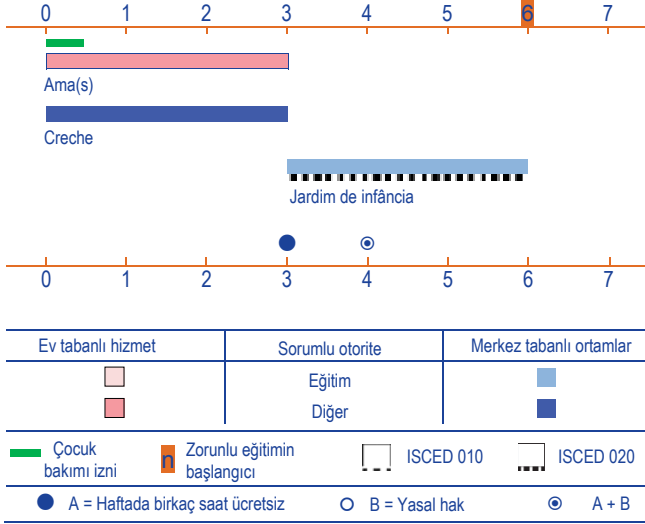 0 1 2 3 4 5 6 7
Ama(s)
Creche
Jardim de infância
0 1 2 3 4 5 6 7
Ev tabanlı hizmet Sorumlu otorite Merkez tabanlı ortamlar
Eğitim
Diğer
Çocuk bakımı izni n Zorunlu eğitimin başlangıcı ISCED 010 ISCED 020
A = Haftada birkaç saat ücretsiz B = Yasal hak A + B